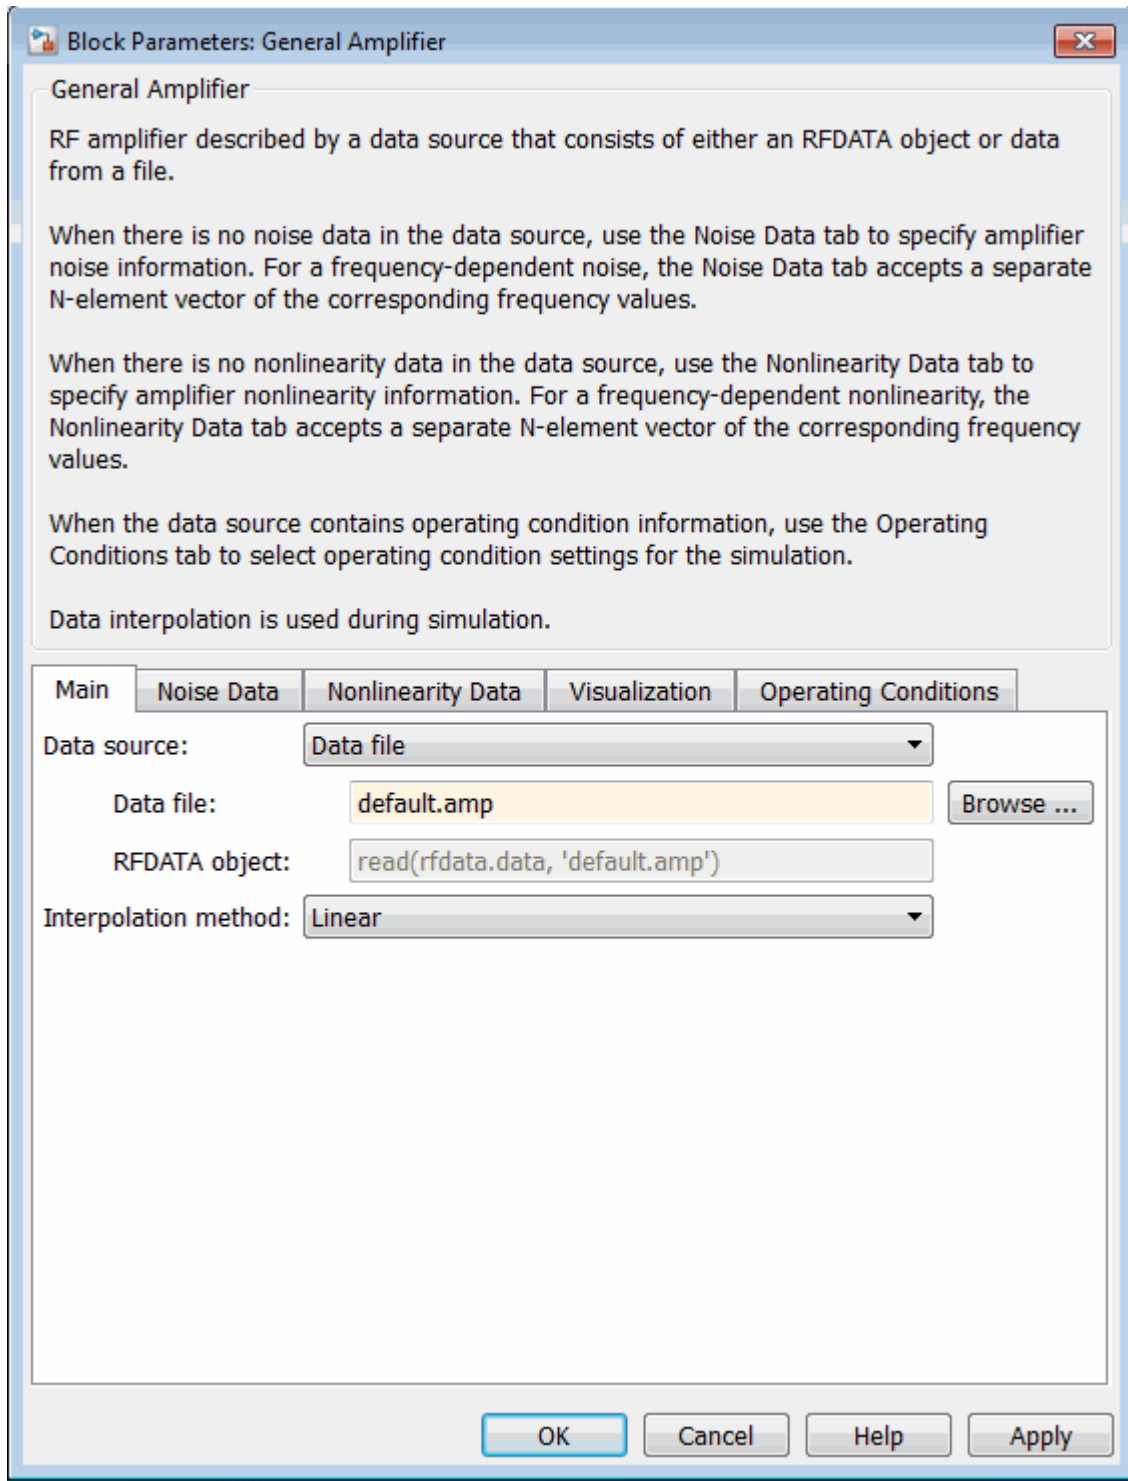 Block Parameters: General Amplifier
General Amplifier
RF amplifier described by a data source that consists of either an RFDATA object or data
from a file.
When there is no noise data in the data source, use the Noise Data tab to specify amplifier
noise information. For a frequency-dependent noise, the Noise Data tab accepts a separate
N-element vector of the corresponding frequency values.
When there is no nonlinearity data in the data source, use the Nonlinearity Data tab to
specify amplifier nonlinearity information. For a frequency-dependent nonlinearity, the
Nonlinearity Data tab accepts a separate N-element vector of the corresponding frequency
values.
When the data source contains operating condition information, use the Operating
Conditions tab to select operating condition settings for the simulation.
Data interpolation is used during simulation.
Main Noise Data Nonlinearity Data Visualization Operating Conditions
Data source: Data file
Data file: default.amp Browse ...
RFDATA object: read(rfdata.data, 'default.amp')
Interpolation method: Linear
OK Cancel Help Apply